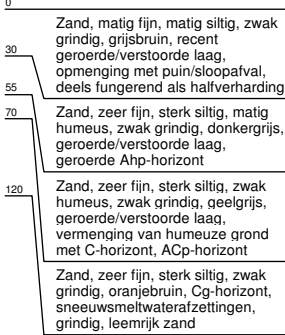 0
Zand, matig fijn, matig siltig, zwak
grindig, grijsbruin, recent
geroerde/verstoorde laag,
opmenging met puin/sloopafval,
deels fungerend als halfverharding
30
55
Zand, zeer fijn, sterk siltig, matig
humeus, zwak grindig, donkergrijs,
geroerde/verstoorde laag,
geroerde Ahp-horizont
70
Zand, zeer fijn, sterk siltig, zwak
humeus, zwak grindig, geelgrijs,
geroerde/verstoorde laag,
vermenging van humeuze grond
met C-horizont, ACp-horizont
120
Zand, zeer fijn, sterk siltig, zwak
grindig, oranjebruin, Cg-horizont,
sneeuwsmeltwaterafzettingen,
grindig, leemrijk zand